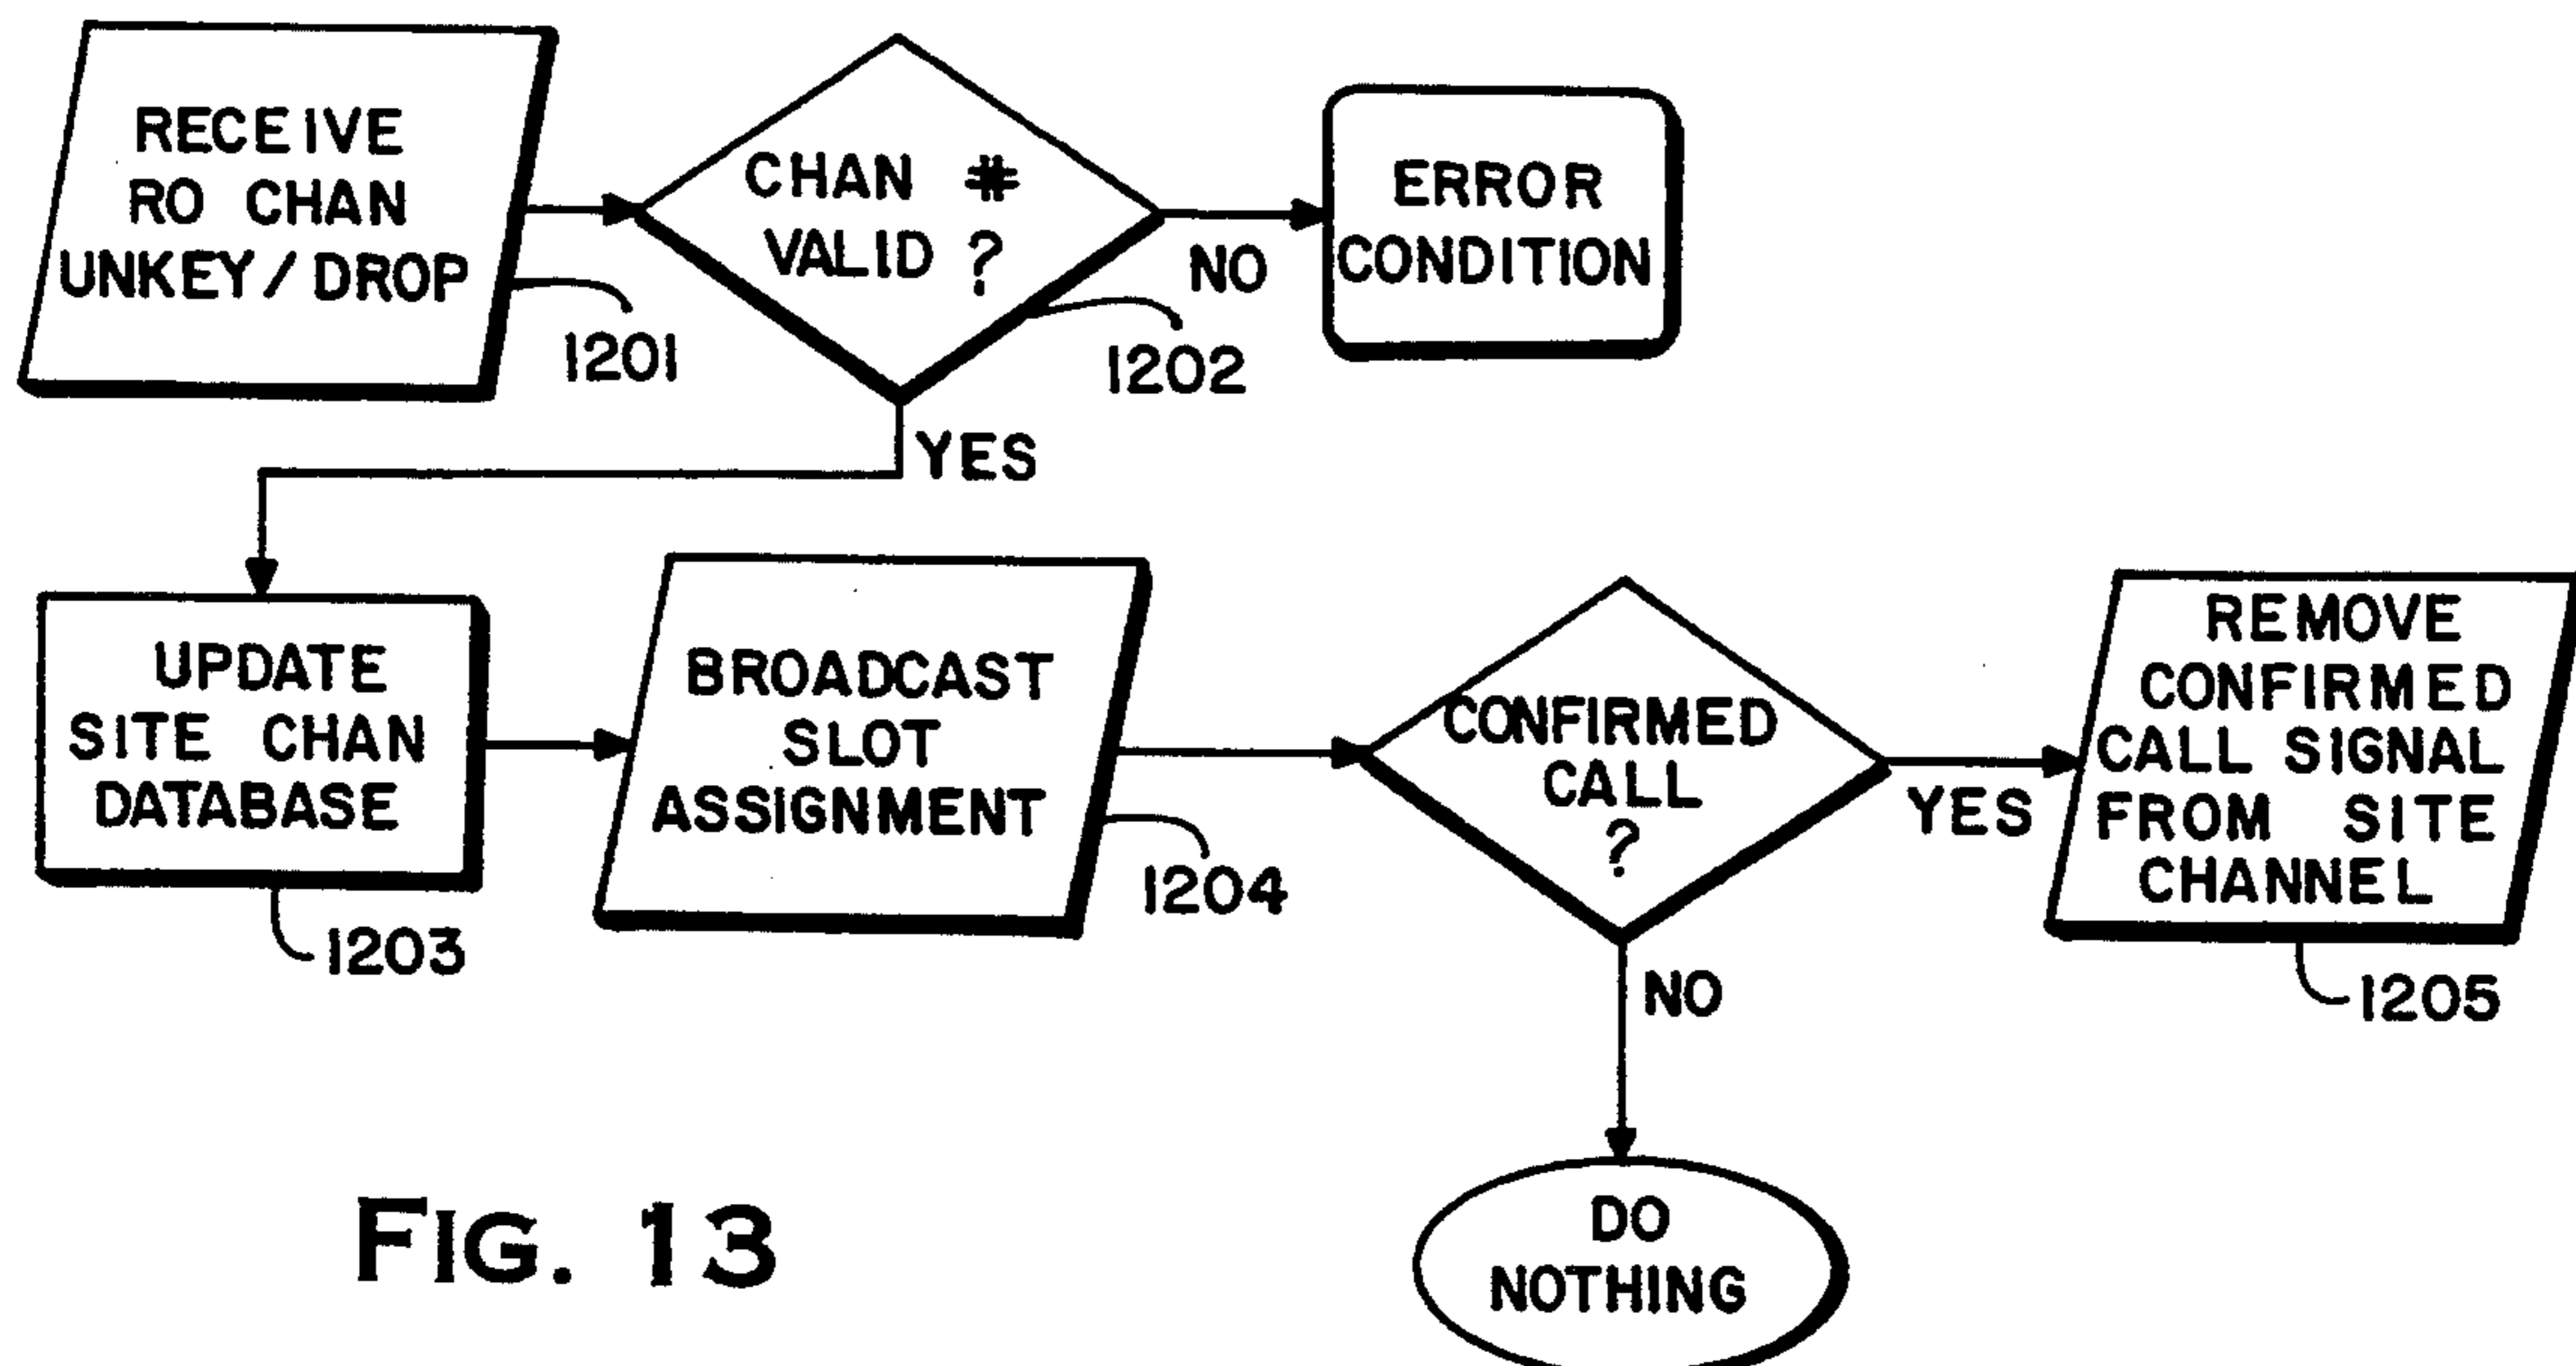 RECEIVE
RO CHAN
UNKEY/DROP
1201
CHAN #
VALID ?
1202
NO
ERROR
CONDITION
YES
UPDATE
SITE CHAN
DATABASE
1203
BROADCAST
SLOT
ASSIGNMENT
1204
CONFIRMED
CALL
?
YES
REMOVE
CONFIRMED
CALL SIGNAL
FROM SITE
CHANNEL
1205
NO
DO
NOTHING
FIG. 13